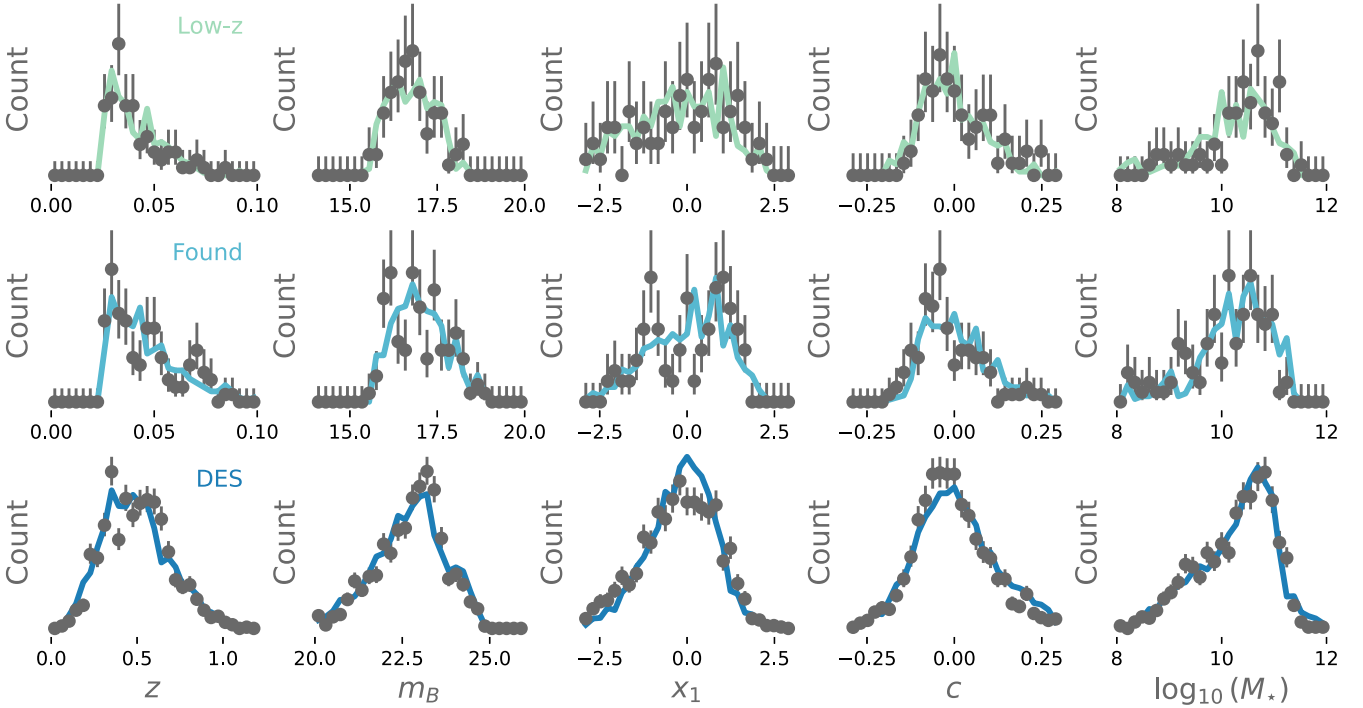 Low-z
Count Count Count Count Count
0.00 0.05 0.10 15.0 17.5 20.0 −2.5 0.0 2.5 −0.25 0.00 0.25 8 10 12
Found
Count Count Count Count Count
0.00 0.05 0.10 15.0 17.5 20.0 −2.5 0.0 2.5 −0.25 0.00 0.25 8 10 12
DES
Count Count Count Count Count
0.0 0.5 1.0 20.0 22.5 25.0 −2.5 0.0 2.5 −0.25 0.00 0.25 8 10 12
z m_B x_1 c log₁₀(M⋆)